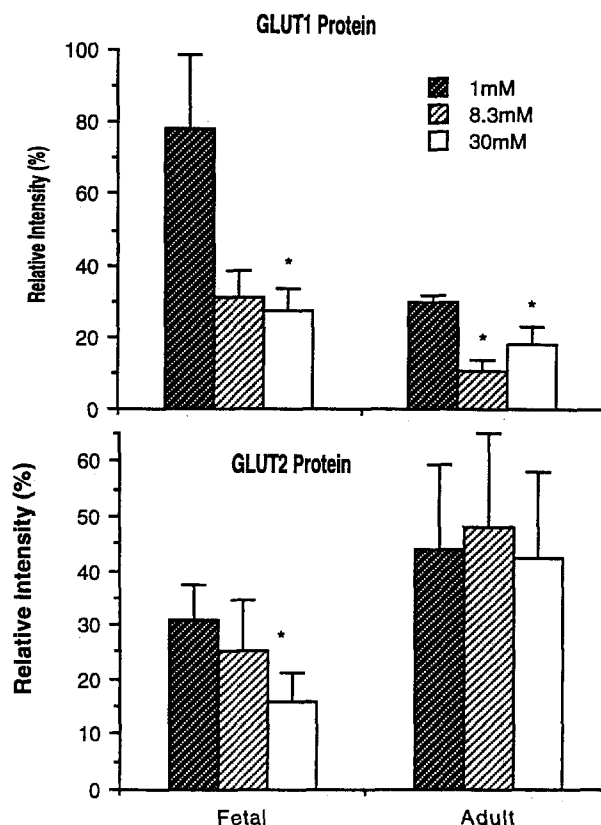 GLUT1 Protein
Relative Intensity (%)
100
80
60
40
20
0
1mM
8.3mM
30mM
*
*
*
GLUT2 Protein
Relative Intensity (%)
60
50
40
30
20
10
0
*
Fetal
Adult